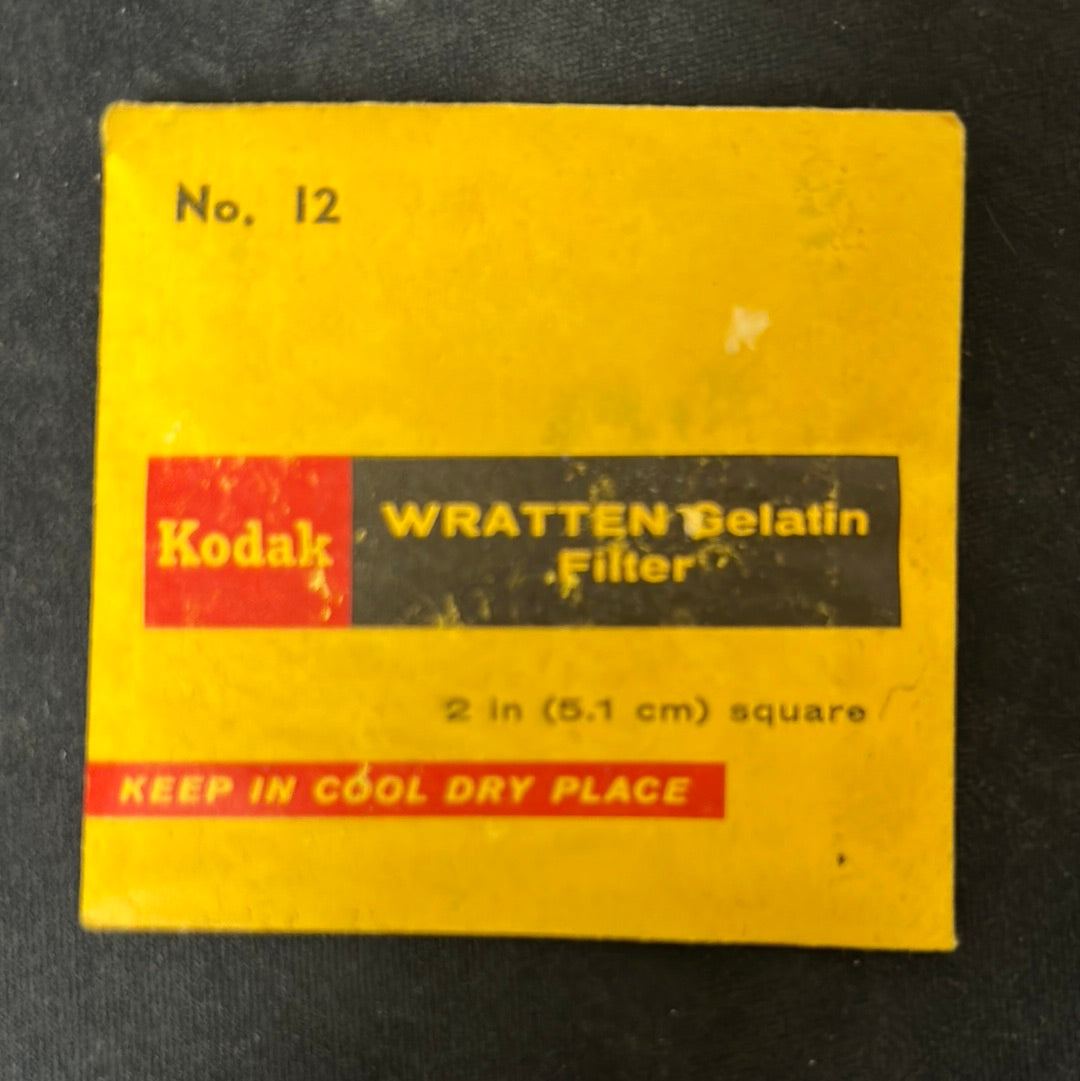 No. 12
Kodak
WRATTEN Gelatin
Filter
2 in (5.1 cm) square
KEEP IN COOL DRY PLACE